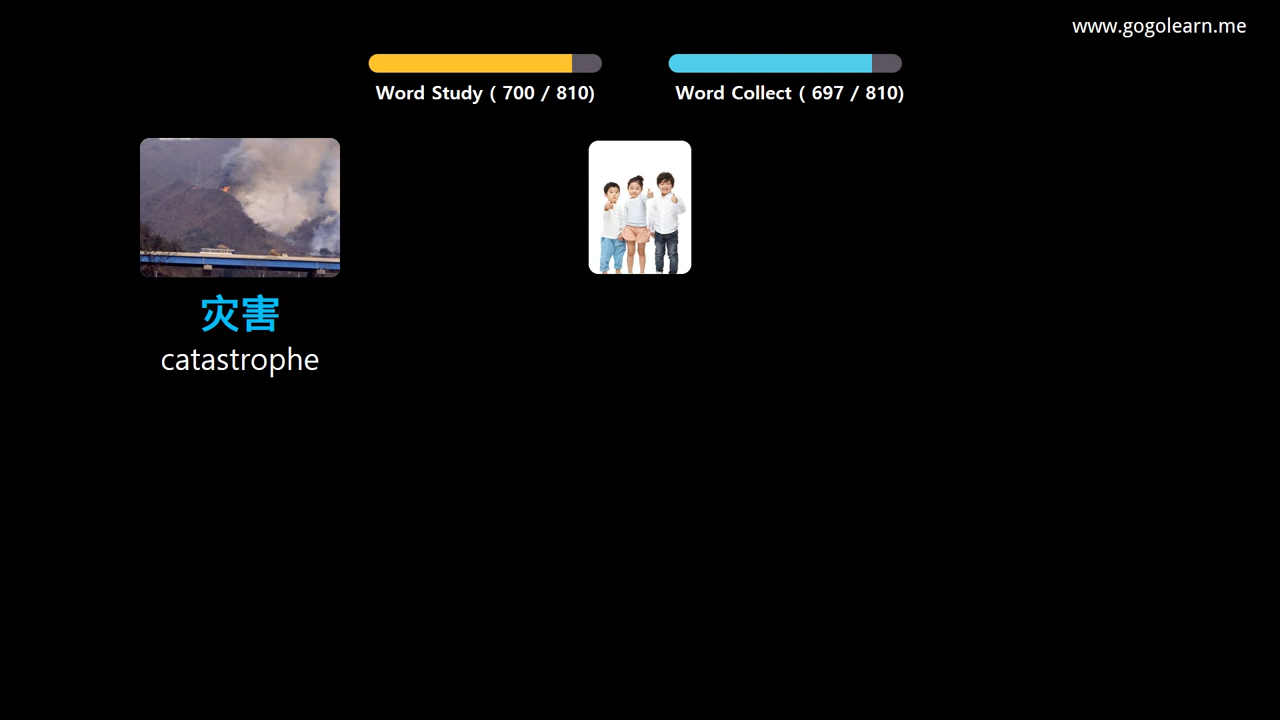 www.gogolearn.me
Word Study ( 700 / 810)
Word Collect ( 697 / 810)
灾害
catastrophe